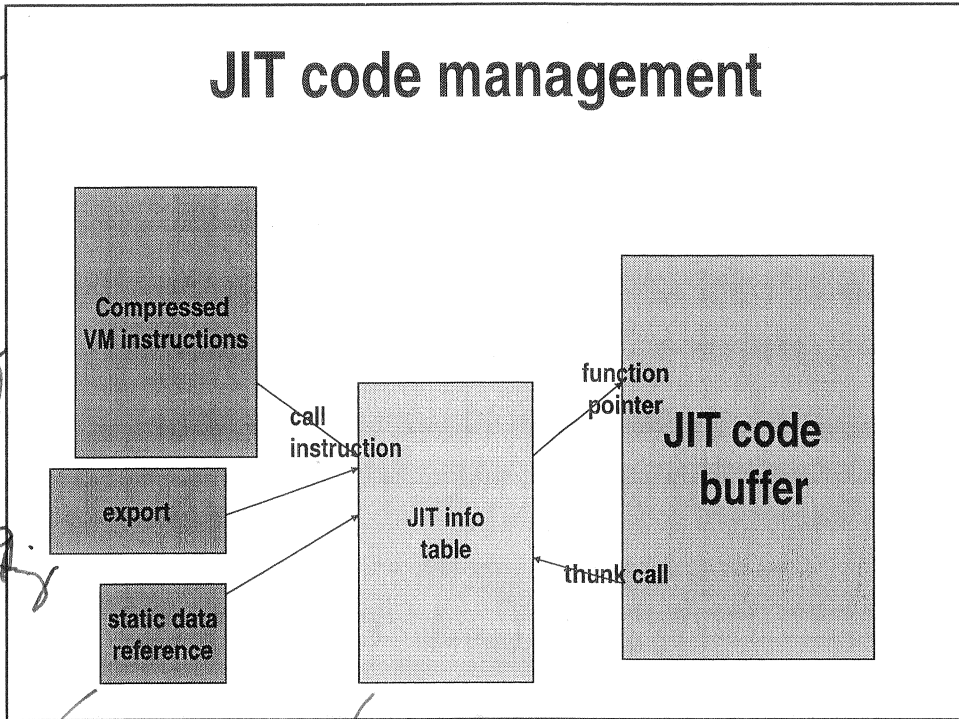 JIT code management
Compressed
VM instructions
call
instruction
export
static data
reference
JIT info
table
function
pointer
JIT code
buffer
thunk call